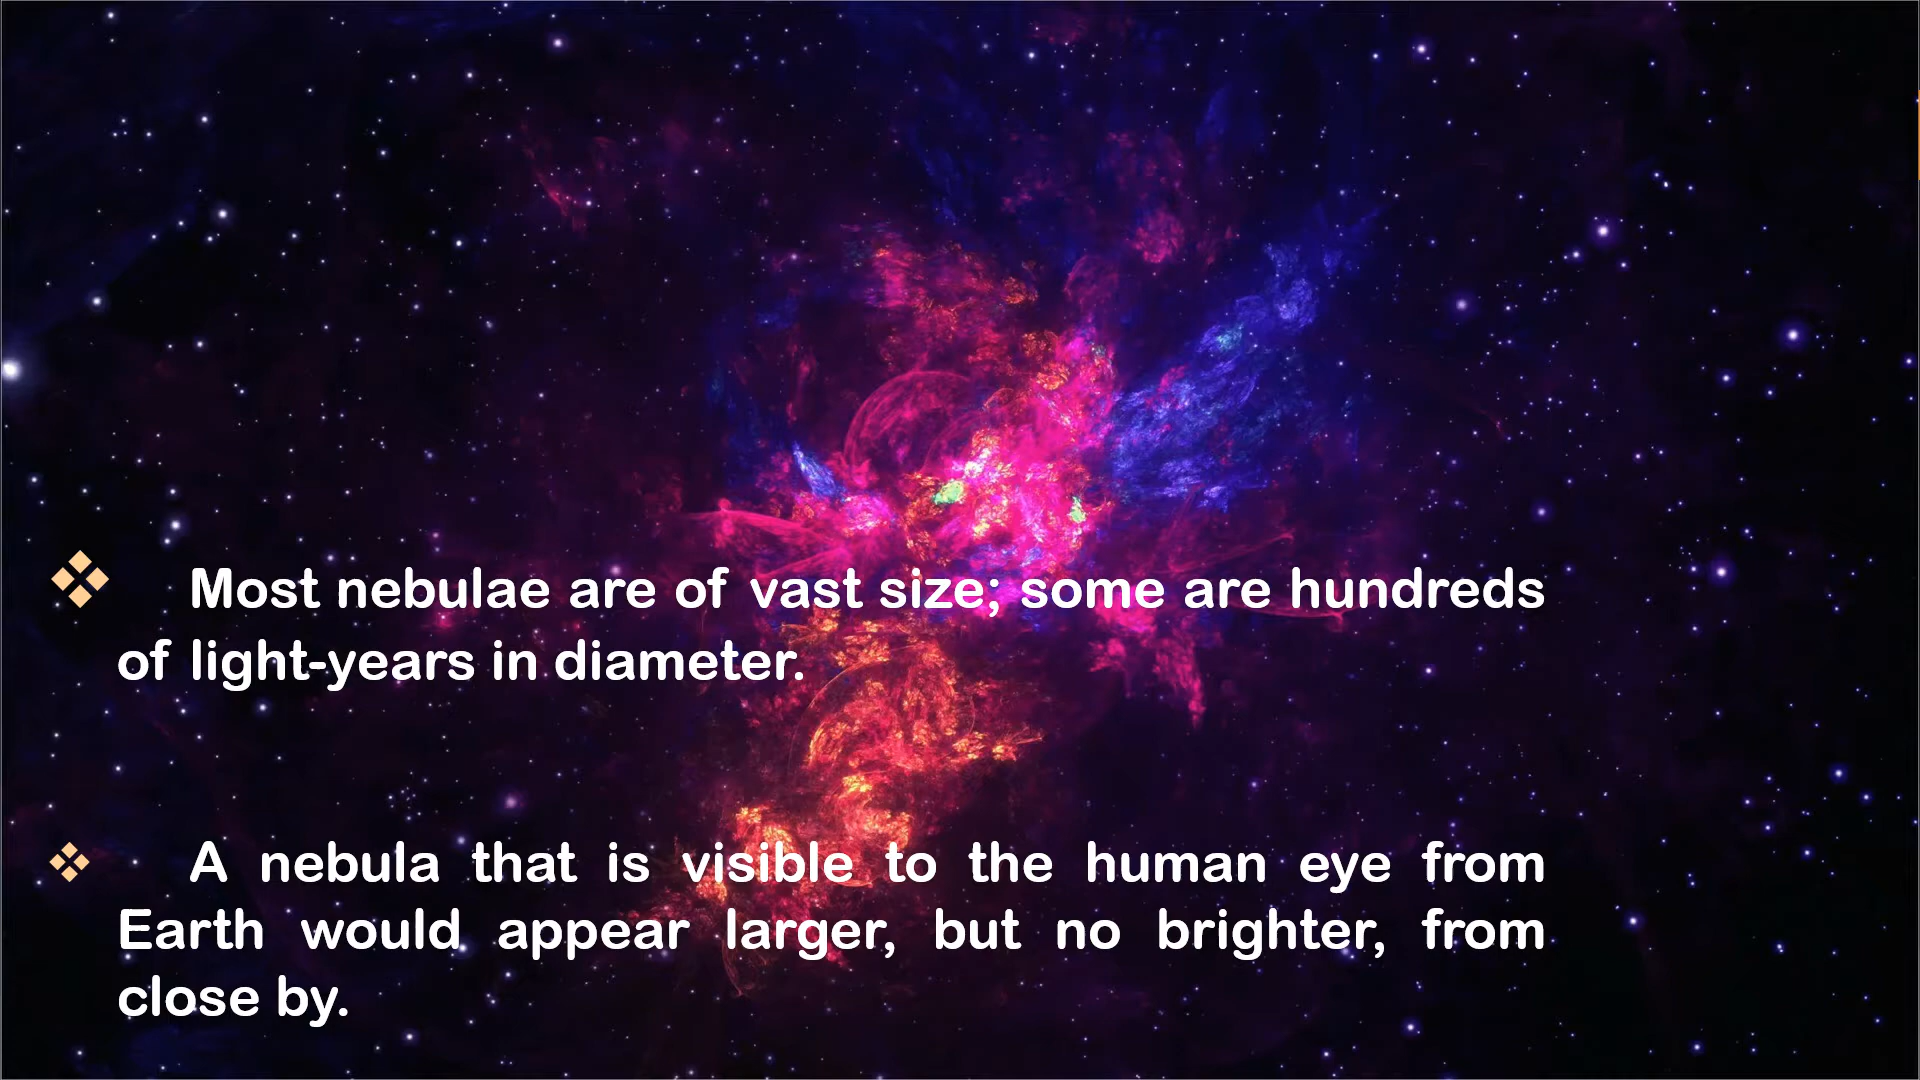 Most nebulae are of vast size; some are hundreds
of light-years in diameter.
A nebula that is visible to the human eye from
Earth would appear larger, but no brighter, from
close by.